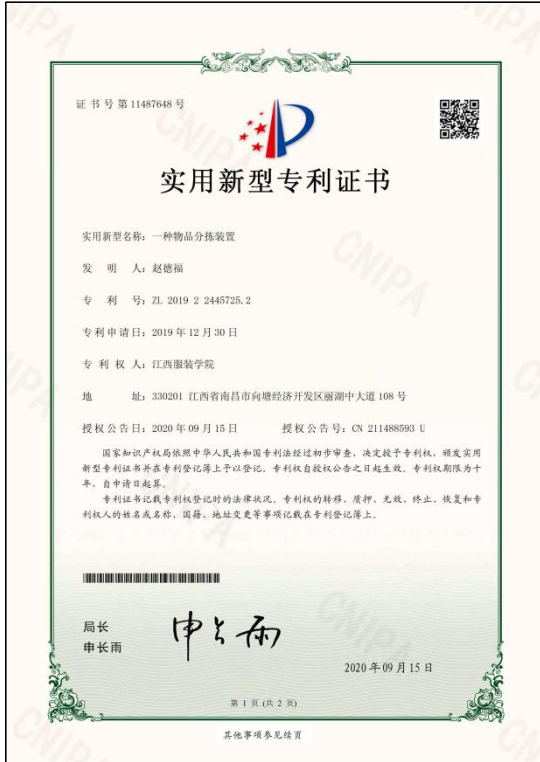 证书号第11487648号
实用新型专利证书
实用新型名称：一种物品分拣装置
发明人：赵德福
专利号：ZL 2019 2 2445725.2
专利申请日：2019年12月30日
专利权人：江西服装学院
地址：330201 江西省南昌市向塘经济开发区丽湖中大道108号
授权公告日：2020年09月15日 授权公告号：CN 211488593 U
国家知识产权局依照中华人民共和国专利法经过初步审查，决定授予专利权，颁发实用
新型专利证书并在专利登记簿上予以登记。专利权自授权公告之日起生效。专利权期限为十
年，自申请日起算。
专利证书记载专利权登记时的法律状况。专利权的转移、质押、无效、终止、恢复和专
利权人的姓名或名称、国籍、地址变更等事项记载在专利登记簿上。
局长
申长雨
申长雨
2020年09月15日
第 1 页 (共 2 页)
其他事项参见续页
CNIPA
CNIPA
CNIPA
CNIPA